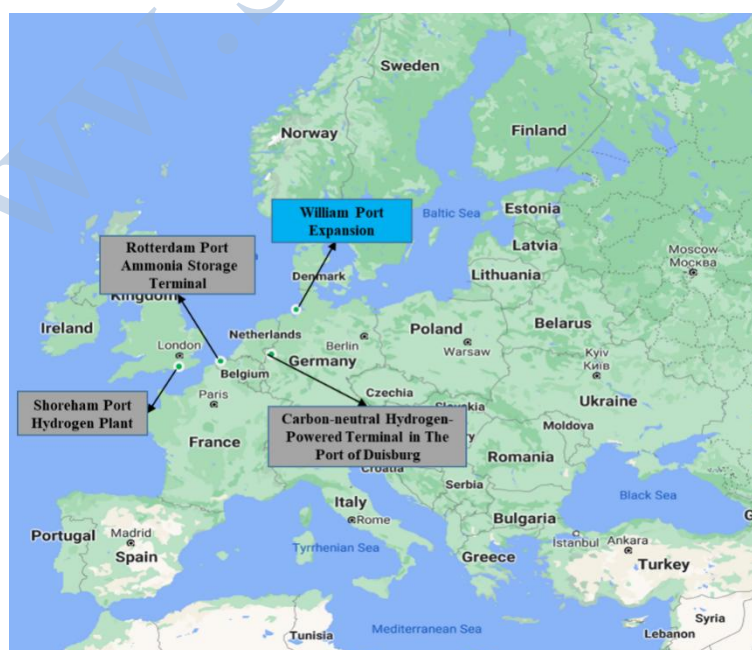 www.s
Sweden
Norway
Finland
William Port
Expansion
Baltic Sea
Estonia
Latvia
Moscow
Москва
Rotterdam Port
Ammonia Storage
Terminal
Denmark
Lithuania
Kingdom
Ireland
Netherlands
Belarus
London
Berlin
Poland
Warsaw
Germany
Belgium
Kyiv
Київ
Paris
Czechia
Ukraine
Shoreham Port
Hydrogen Plant
Slovakia
Carbon-neutral Hydrogen-
Powered Terminal in The
Port of Duisburg
Moldova
France
Romania
Croatia
Serbia
Italy
Rome
Black Sea
Bulgaria
Portugal
Madrid
Spain
Tyrrhenian Sea
İstanbul
Ankara
Greece
Turkey
Syria
Tunisia
Mediterranean Sea
Lebanon